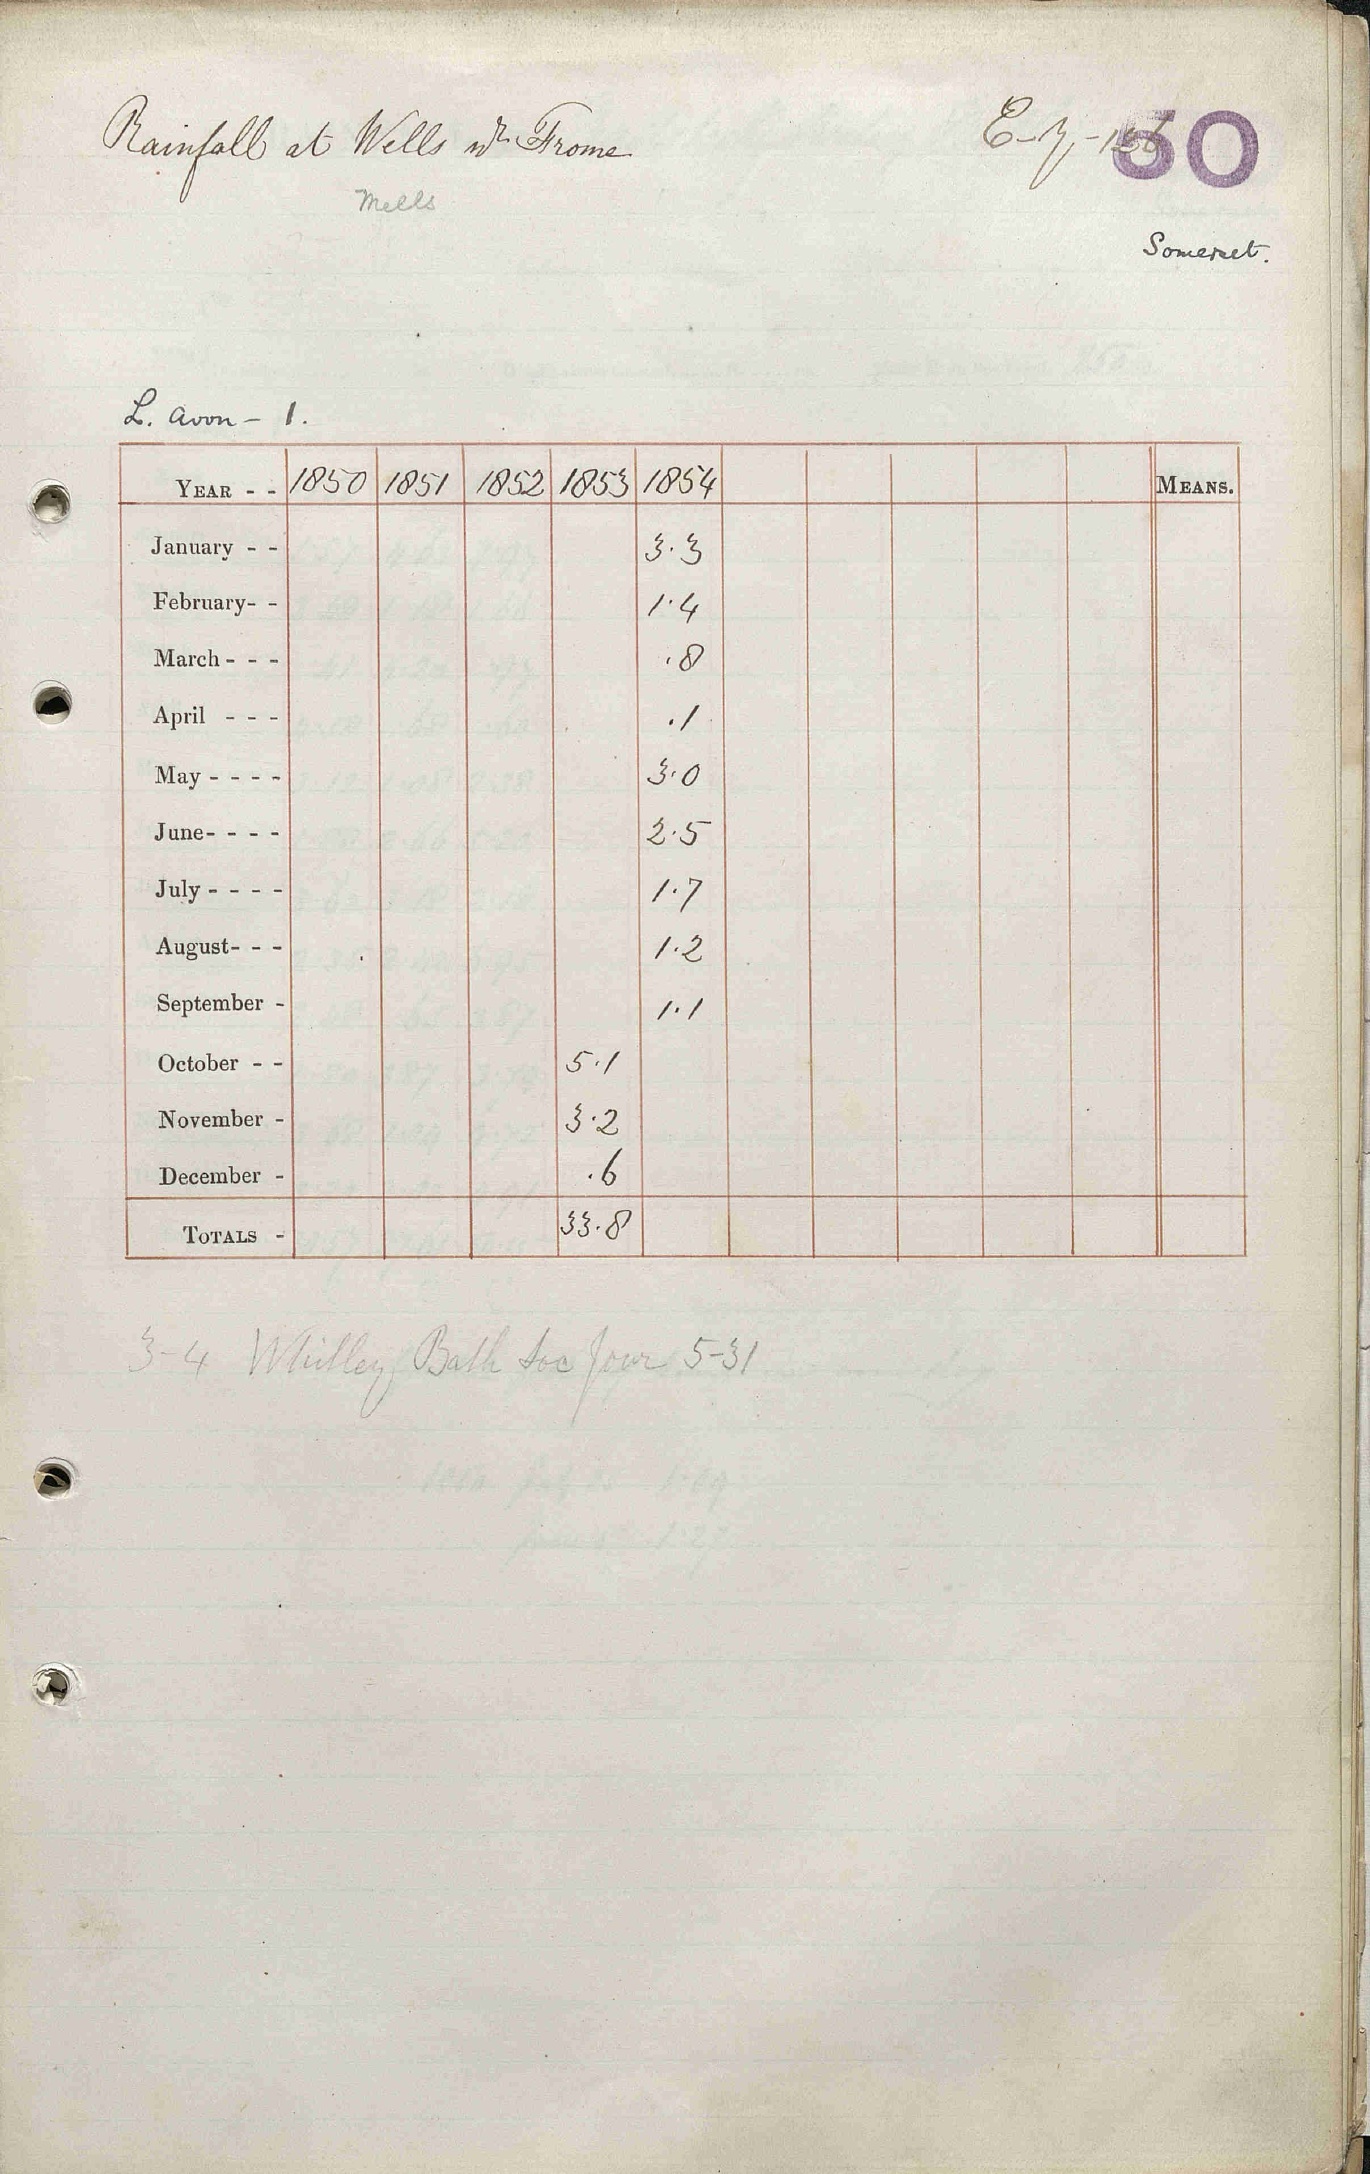 Rainfall at Wells nr Frome
Mells
50
Somerset.
L. Avon - 1.
YEAR - - 1850 1851 1852 1853 1854 MEANS.
January - - 3.3
February- - 1.4
March - - - .8
April - - - .1
May - - - - 3.0
June- - - - 2.5
July - - - - 1.7
August- - - 1.2
September - 1.1
October - - 5.1
November - 3.2
December - .6
TOTALS - 33.8
3-4 Whitley Bath Soc Jour 5-31